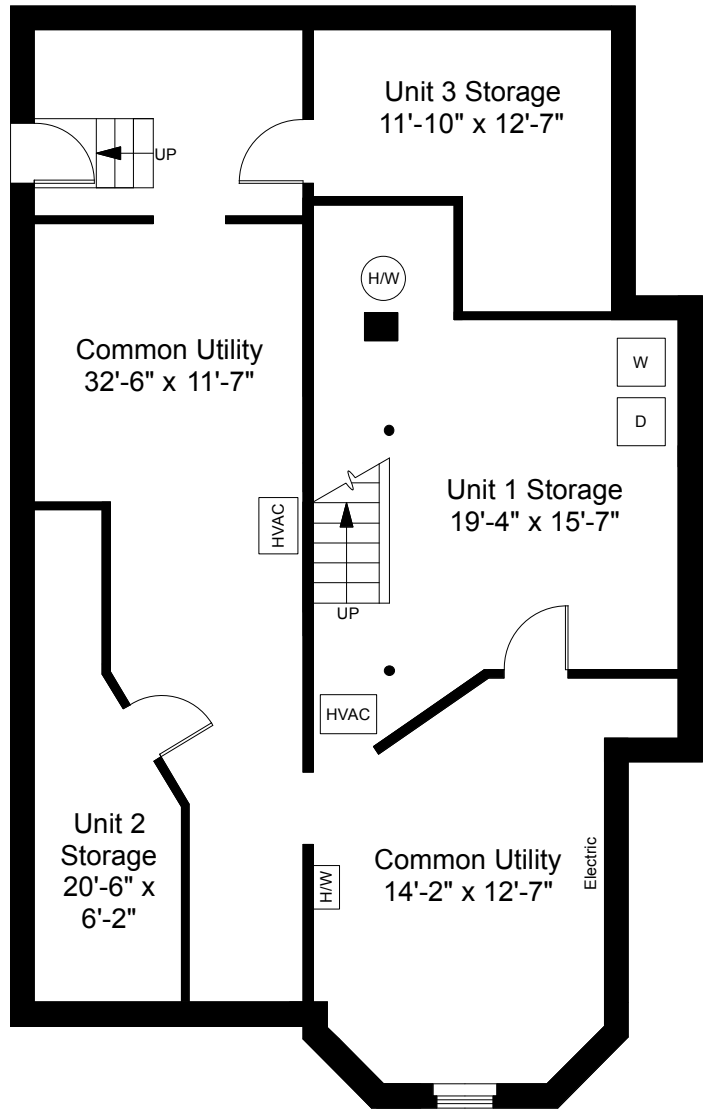 Unit 3 Storage
11'-10" x 12'-7"
UP
H/W
Common Utility
32'-6" x 11'-7"
W
D
Unit 1 Storage
19'-4" x 15'-7"
HVAC
UP
HVAC
Unit 2
Storage
20'-6" x
6'-2"
Common Utility
14'-2" x 12'-7"
Electric
H/W